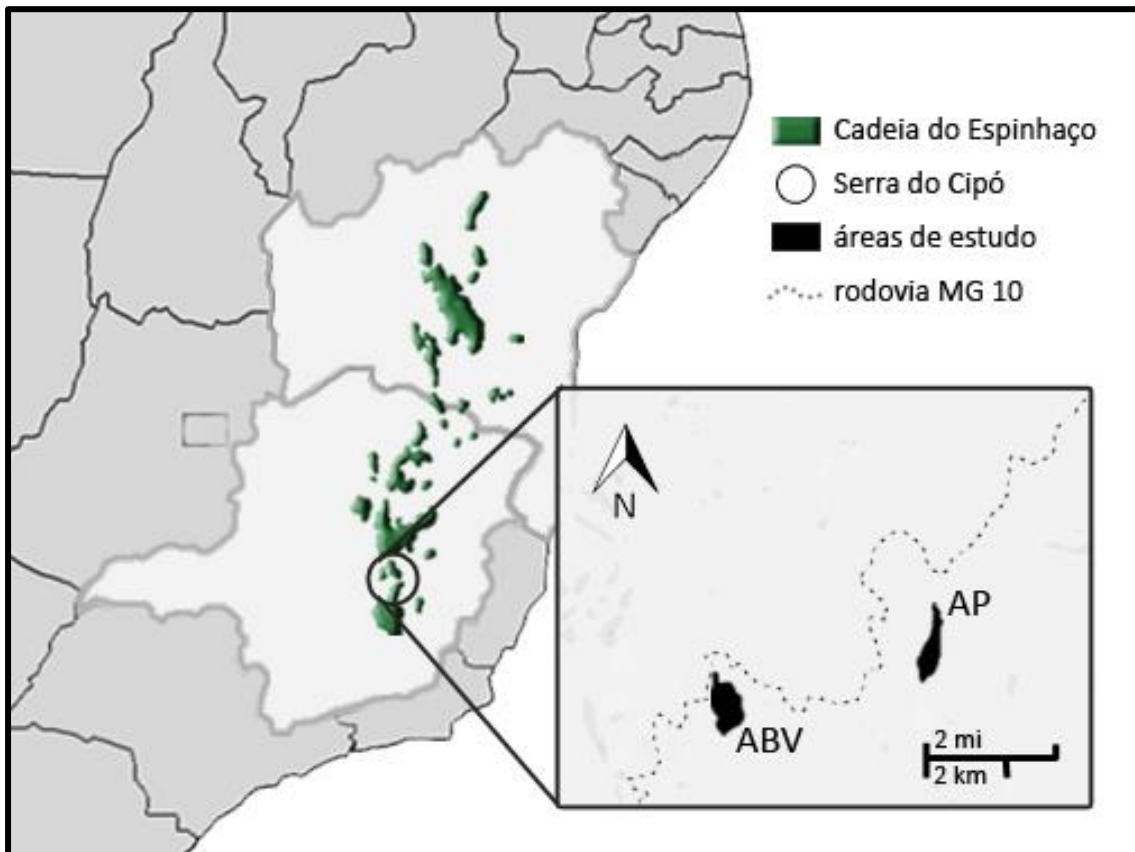 Cadeia do Espinhaço
Serra do Cipó
áreas de estudo
rodovia MG 10
N
AP
ABV
2 mi
2 km